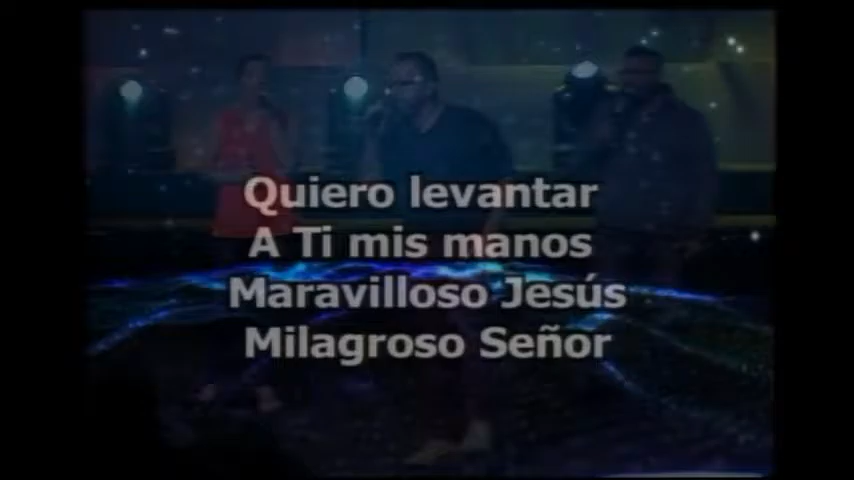 Quiero levantar
A Ti mis manos
Maravilloso Jesús
Milagroso Señor